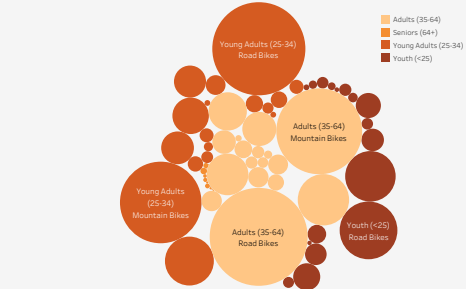 Adults (35-64)
Seniors (64+)
Young Adults (25-34)
Youth (<25)
Young Adults (25-34)
Road Bikes
Adults (35-64)
Mountain Bikes
Young Adults
(25-34)
Mountain Bikes
Adults (35-64)
Road Bikes
Youth (<25)
Road Bikes